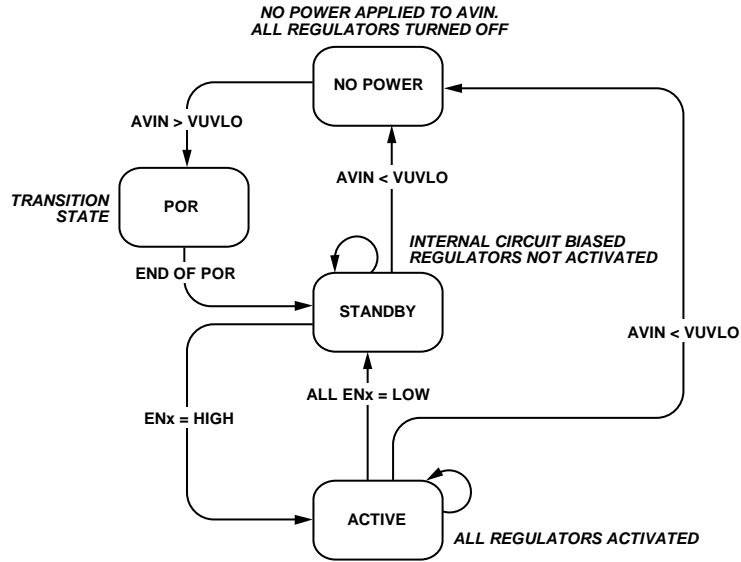 NO POWER APPLIED TO AVIN.
ALL REGULATORS TURNED OFF
NO POWER
AVIN > VUVLO
AVIN < VUVLO
TRANSITION
STATE
POR
INTERNAL CIRCUIT BIASED
REGULATORS NOT ACTIVATED
END OF POR
STANDBY
AVIN < VUVLO
ALL ENx = LOW
ENx = HIGH
ACTIVE
ALL REGULATORS ACTIVATED